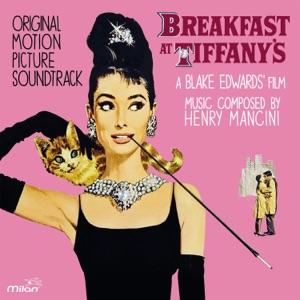 ORIGINAL
MOTION
PICTURE
SOUNDTRACK
BREAKFAST
AT TIFFANY'S
A BLAKE EDWARDS' FILM
MUSIC COMPOSED BY
HENRY MANCINI
milan